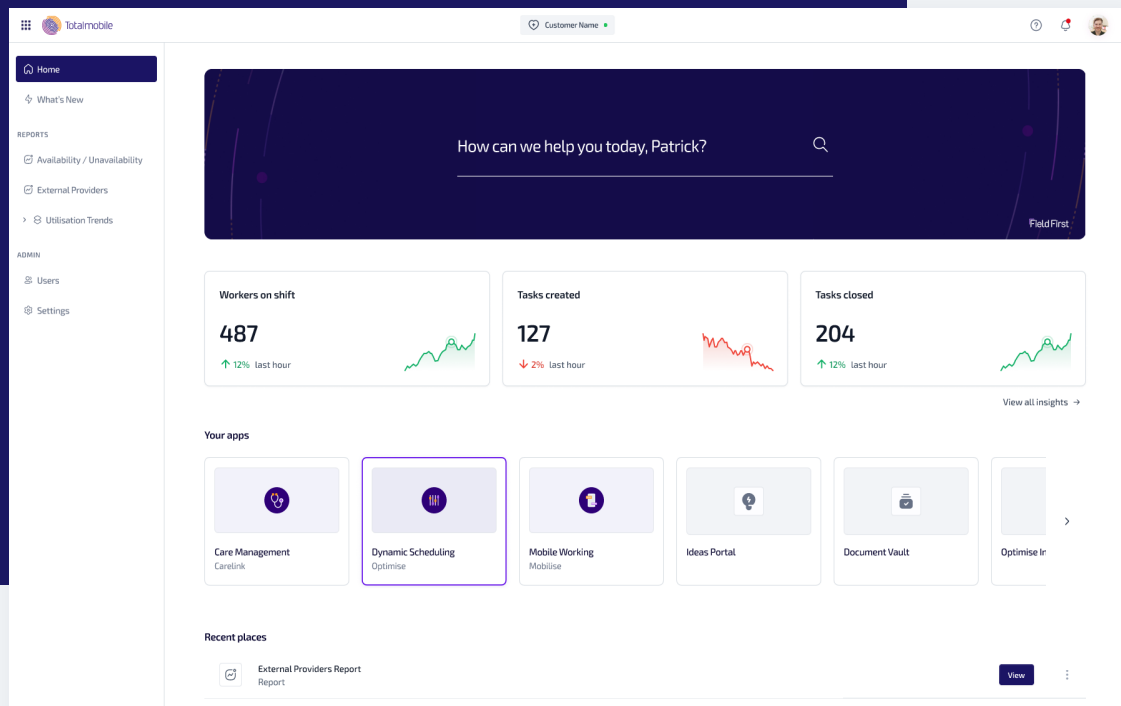 Totalmobile
Customer Name
Home
What's New
REPORTS
Availability / Unavailability
External Providers
Utilisation Trends
ADMIN
Users
Settings
How can we help you today, Patrick?
Field First
Workers on shift
487
12% last hour
Tasks created
127
2% last hour
Tasks closed
204
12% last hour
View all insights
Your apps
Care Management
Carelink
Dynamic Scheduling
Optimise
Mobile Working
Mobilise
Ideas Portal
Document Vault
Optimise In
Recent places
External Providers Report
Report
View